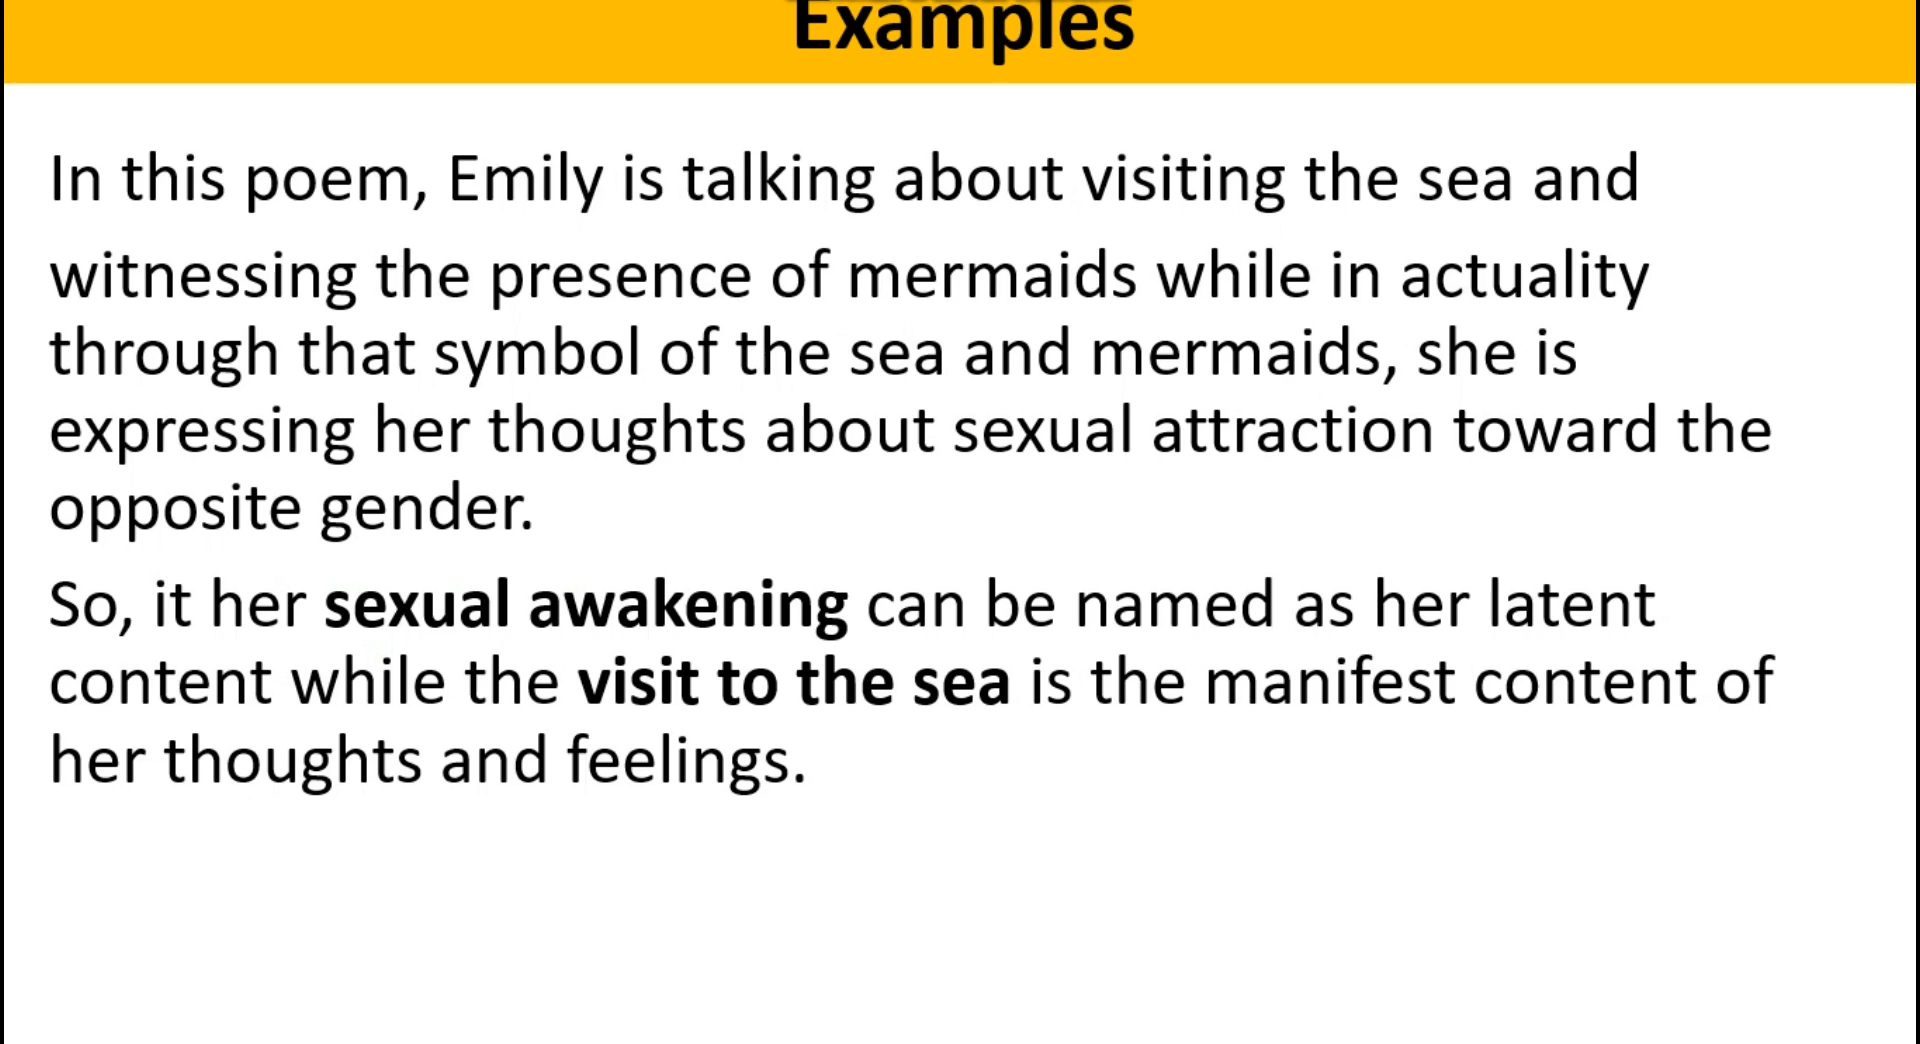 Examples
In this poem, Emily is talking about visiting the sea and
witnessing the presence of mermaids while in actuality
through that symbol of the sea and mermaids, she is
expressing her thoughts about sexual attraction toward the
opposite gender.
So, it her sexual awakening can be named as her latent
content while the visit to the sea is the manifest content of
her thoughts and feelings.